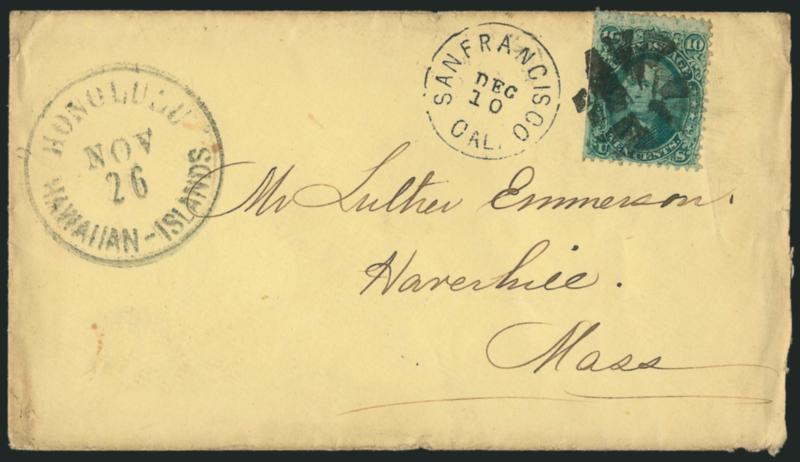 HONOLULU
NOV
26
HAWAIIAN-ISLANDS
SAN FRANCISCO
DEC
10
CAL.
10
U S
Mr Luther Emmerson.
Haverhill.
Mass